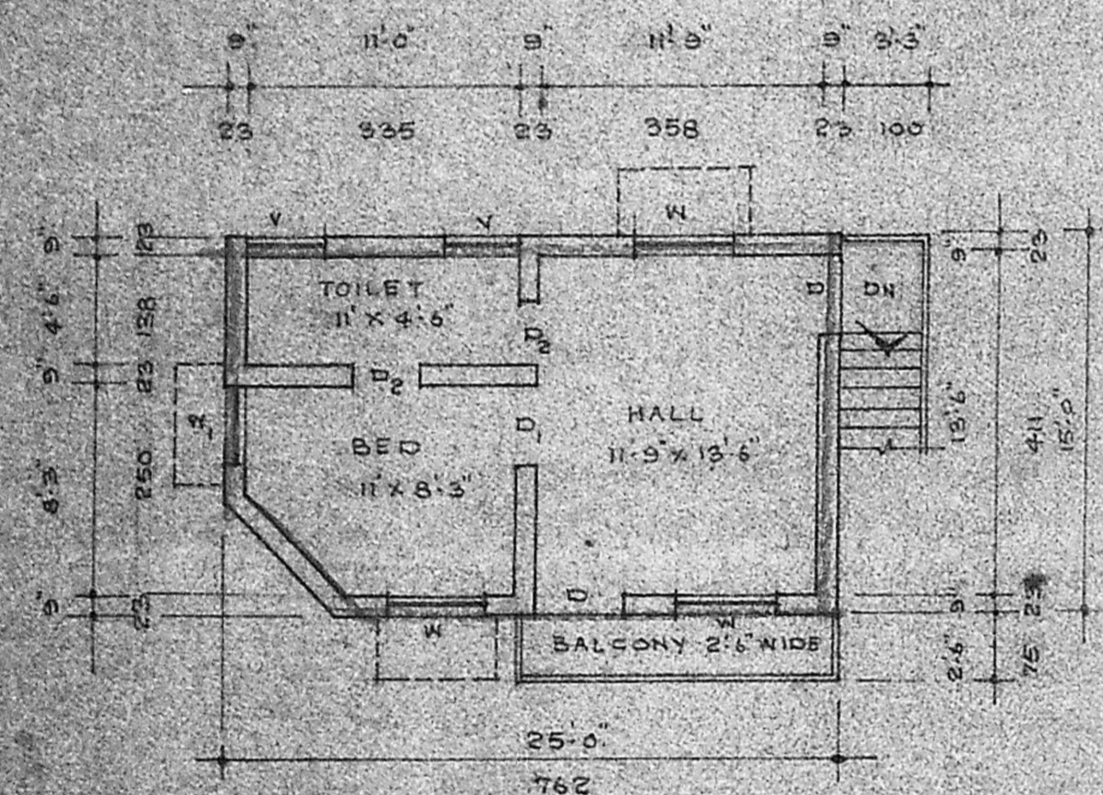 9" 11'-0" 9" 11'-9" 9" 3'-3"
23 335 23 358 23 100
V V W
TOILET
11' X 4'-6"
D DN
D2
D2
HALL
11'-9" X 13'-6"
D1
BED
11' X 8'-3"
D
W W
BALCONY 2'-6" WIDE
9" 4'-6" 9" 8'-3" 9"
23 138 23 250 23
9" 13'-6" 9" 2'-6"
23 411 23 75
15'-0"
25'-0"
762